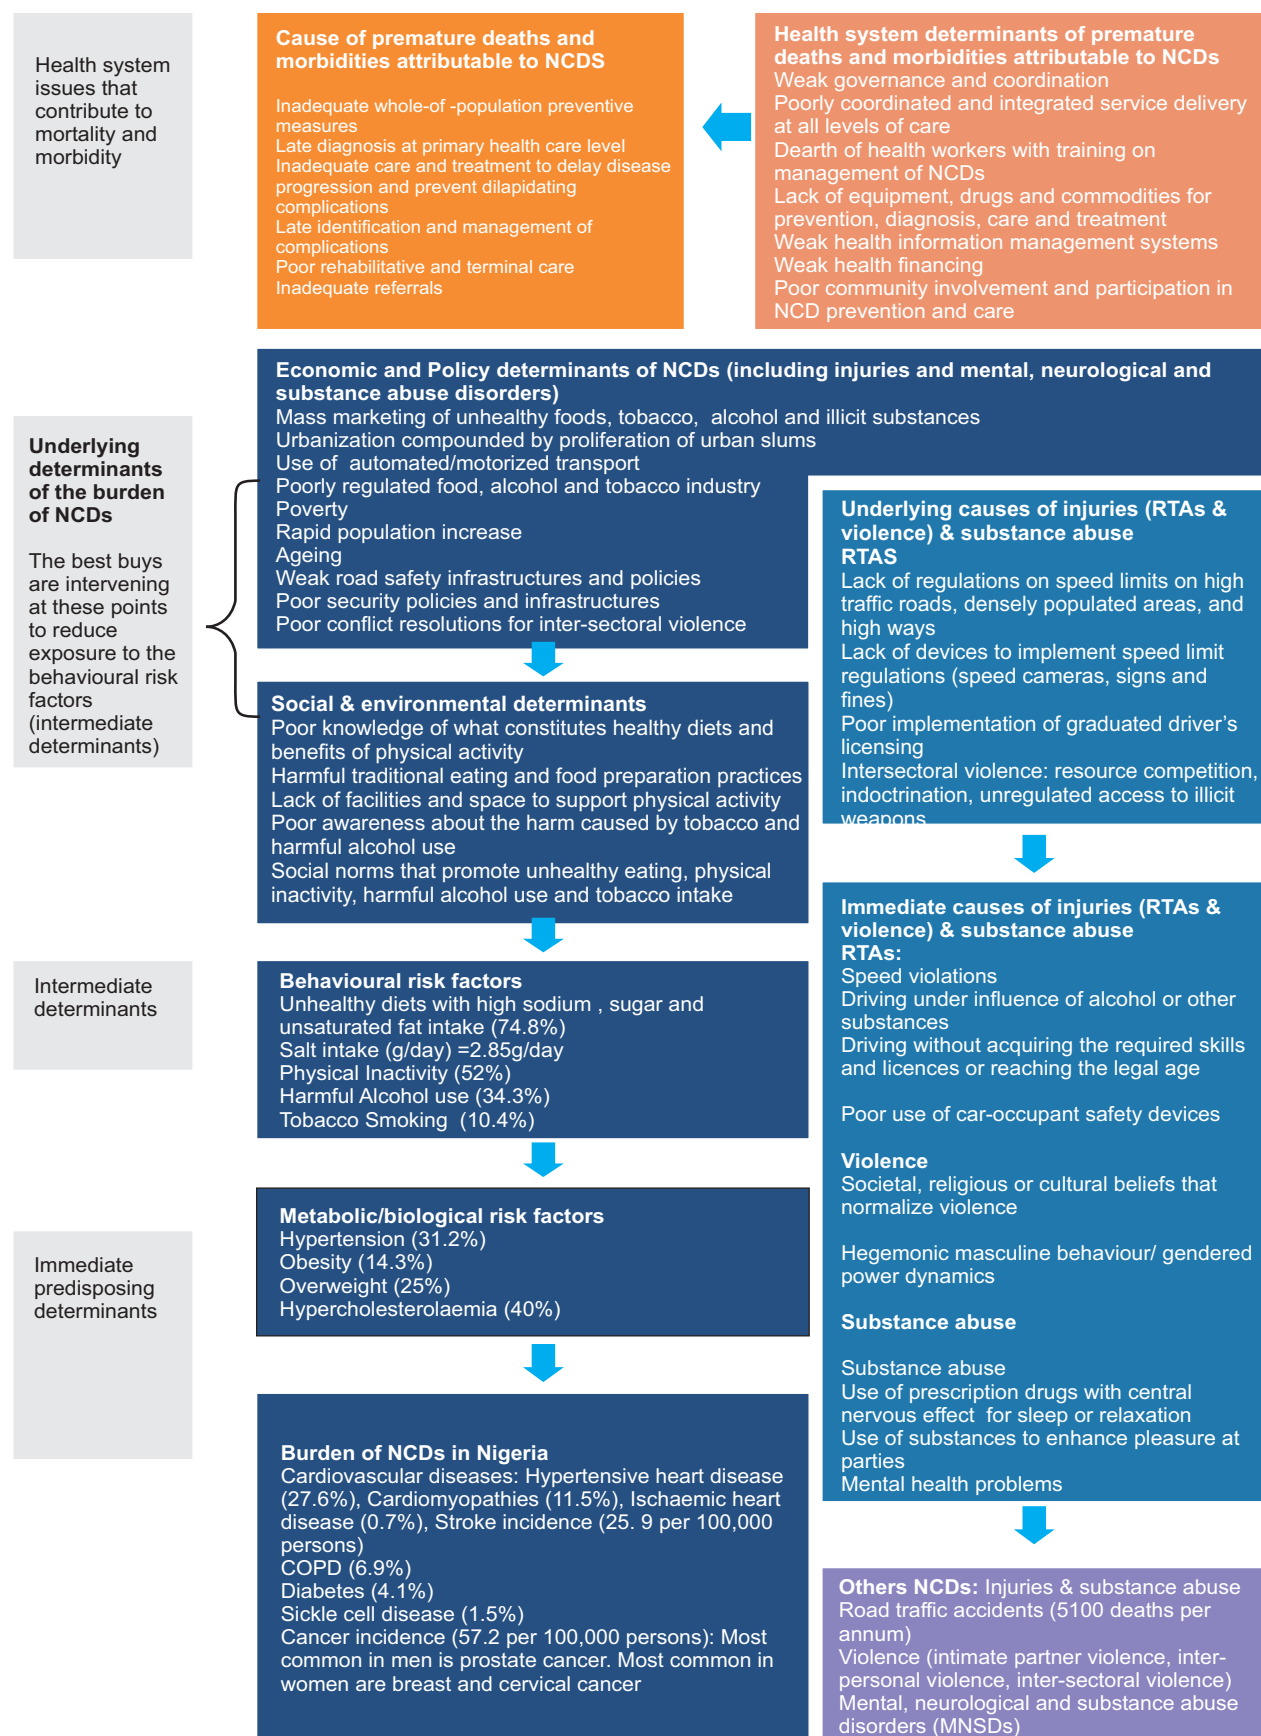 Health system
issues that
contribute to
mortality and
morbidity
Cause of premature deaths and
morbidities attributable to NCDS
Inadequate whole-of -population preventive
measures
Late diagnosis at primary health care level
Inadequate care and treatment to delay disease
progression and prevent dilapidating
complications
Late identification and management of
complications
Poor rehabilitative and terminal care
Inadequate referrals
Health system determinants of premature
deaths and morbidities attributable to NCDs
Weak governance and coordination
Poorly coordinated and integrated service delivery
at all levels of care
Dearth of health workers with training on
management of NCDs
Lack of equipment, drugs and commodities for
prevention, diagnosis, care and treatment
Weak health information management systems
Weak health financing
Poor community involvement and participation in
NCD prevention and care
Underlying
determinants
of the burden
of NCDs
The best buys
are intervening
at these points
to reduce
exposure to the
behavioural risk
factors
(intermediate
determinants)
Economic and Policy determinants of NCDs (including injuries and mental, neurological and
substance abuse disorders)
Mass marketing of unhealthy foods, tobacco, alcohol and illicit substances
Urbanization compounded by proliferation of urban slums
Use of automated/motorized transport
Poorly regulated food, alcohol and tobacco industry
Poverty
Rapid population increase
Ageing
Weak road safety infrastructures and policies
Poor security policies and infrastructures
Poor conflict resolutions for inter-sectoral violence
Social & environmental determinants
Poor knowledge of what constitutes healthy diets and
benefits of physical activity
Harmful traditional eating and food preparation practices
Lack of facilities and space to support physical activity
Poor awareness about the harm caused by tobacco and
harmful alcohol use
Social norms that promote unhealthy eating, physical
inactivity, harmful alcohol use and tobacco intake
Underlying causes of injuries (RTAs &
violence) & substance abuse
RTAS
Lack of regulations on speed limits on high
traffic roads, densely populated areas, and
high ways
Lack of devices to implement speed limit
regulations (speed cameras, signs and
fines)
Poor implementation of graduated driver's
licensing
Intersectoral violence: resource competition,
indoctrination, unregulated access to illicit
weapons
Intermediate
determinants
Behavioural risk factors
Unhealthy diets with high sodium , sugar and
unsaturated fat intake (74.8%)
Salt intake (g/day) =2.85g/day
Physical Inactivity (52%)
Harmful Alcohol use (34.3%)
Tobacco Smoking (10.4%)
Immediate
predisposing
determinants
Metabolic/biological risk factors
Hypertension (31.2%)
Obesity (14.3%)
Overweight (25%)
Hypercholesterolaemia (40%)
Burden of NCDs in Nigeria
Cardiovascular diseases: Hypertensive heart disease
(27.6%), Cardiomyopathies (11.5%), Ischaemic heart
disease (0.7%), Stroke incidence (25. 9 per 100,000
persons)
COPD (6.9%)
Diabetes (4.1%)
Sickle cell disease (1.5%)
Cancer incidence (57.2 per 100,000 persons): Most
common in men is prostate cancer. Most common in
women are breast and cervical cancer
Immediate causes of injuries (RTAs &
violence) & substance abuse
RTAs:
Speed violations
Driving under influence of alcohol or other
substances
Driving without acquiring the required skills
and licences or reaching the legal age
Poor use of car-occupant safety devices
Violence
Societal, religious or cultural beliefs that
normalize violence
Hegemonic masculine behaviour/ gendered
power dynamics
Substance abuse
Substance abuse
Use of prescription drugs with central
nervous effect for sleep or relaxation
Use of substances to enhance pleasure at
parties
Mental health problems
Others NCDs: Injuries & substance abuse
Road traffic accidents (5100 deaths per
annum)
Violence (intimate partner violence, inter-
personal violence, inter-sectoral violence)
Mental, neurological and substance abuse
disorders (MNSDs)